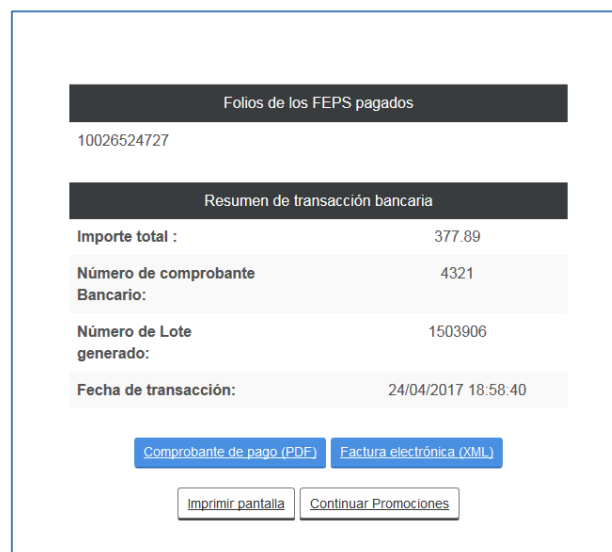 Folios de los FEPS pagados
10026524727
Resumen de transacción bancaria
Importe total : 377.89
Número de comprobante 4321
Bancario:
Número de Lote 1503906
generado:
Fecha de transacción: 24/04/2017 18:58:40
Comprobante de pago (PDF) Factura electrónica (XML)
Imprimir pantalla Continuar Promociones